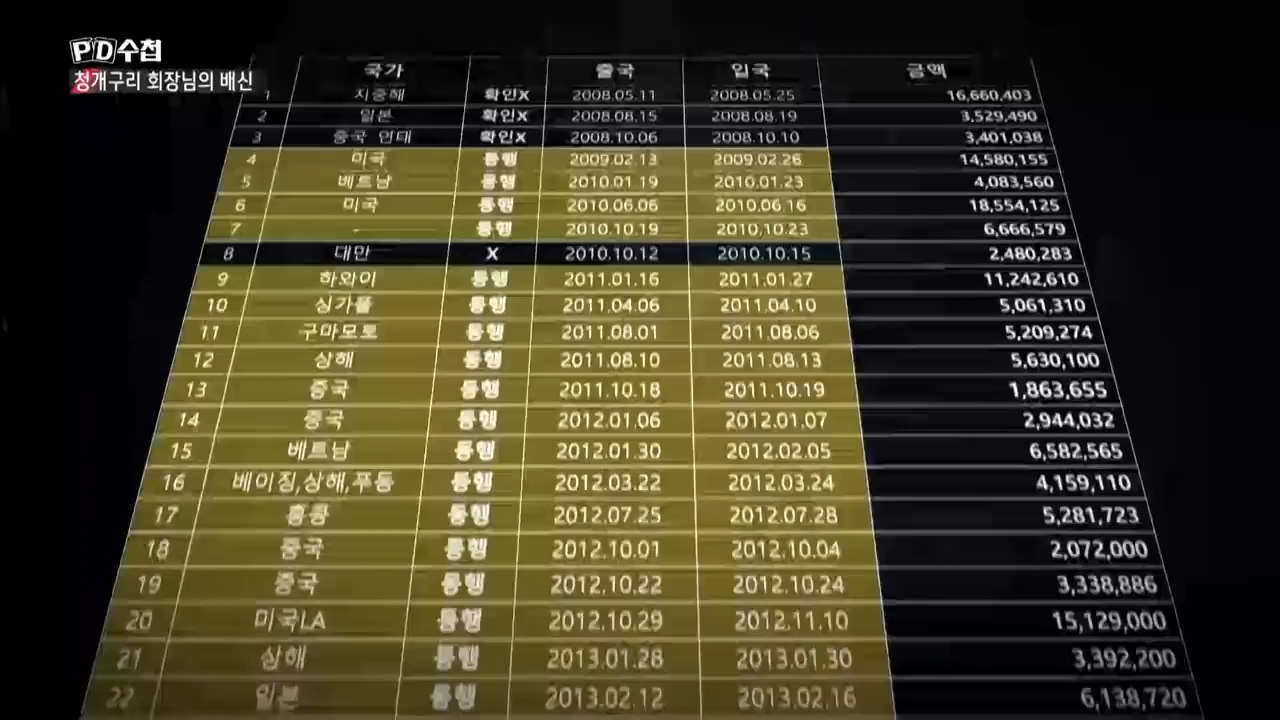 PD수첩
청개구리 회장님의 배신
국가 출국 입국 금액
1 지중해 확인X 2008.05.11 2008.05.25 16,660,403
2 일본 확인X 2008.08.15 2008.08.19 3,529,490
3 중국 연태 확인X 2008.10.06 2008.10.10 3,401,038
4 미국 동행 2009.02.13 2009.02.26 14,580,155
5 베트남 동행 2010.01.19 2010.01.23 4,083,560
6 미국 동행 2010.06.06 2010.06.16 18,554,125
7 동행 2010.10.19 2010.10.23 6,666,579
8 대만 X 2010.10.12 2010.10.15 2,480,283
9 하와이 동행 2011.01.16 2011.01.27 11,242,610
10 싱가폴 동행 2011.04.06 2011.04.10 5,061,310
11 구마모토 동행 2011.08.01 2011.08.06 5,209,274
12 상해 동행 2011.08.10 2011.08.13 5,630,100
13 중국 동행 2011.10.18 2011.10.19 1,863,655
14 중국 동행 2012.01.06 2012.01.07 2,944,032
15 베트남 동행 2012.01.30 2012.02.05 6,582,565
16 베이징,상해,푸동 동행 2012.03.22 2012.03.24 4,159,110
17 홍콩 동행 2012.07.25 2012.07.28 5,281,723
18 중국 동행 2012.10.01 2012.10.04 2,072,000
19 중국 동행 2012.10.22 2012.10.24 3,338,886
20 미국LA 동행 2012.10.29 2012.11.10 15,129,000
21 상해 동행 2013.01.28 2013.01.30 3,392,200
22 일본 동행 2013.02.12 2013.02.16 6,138,720